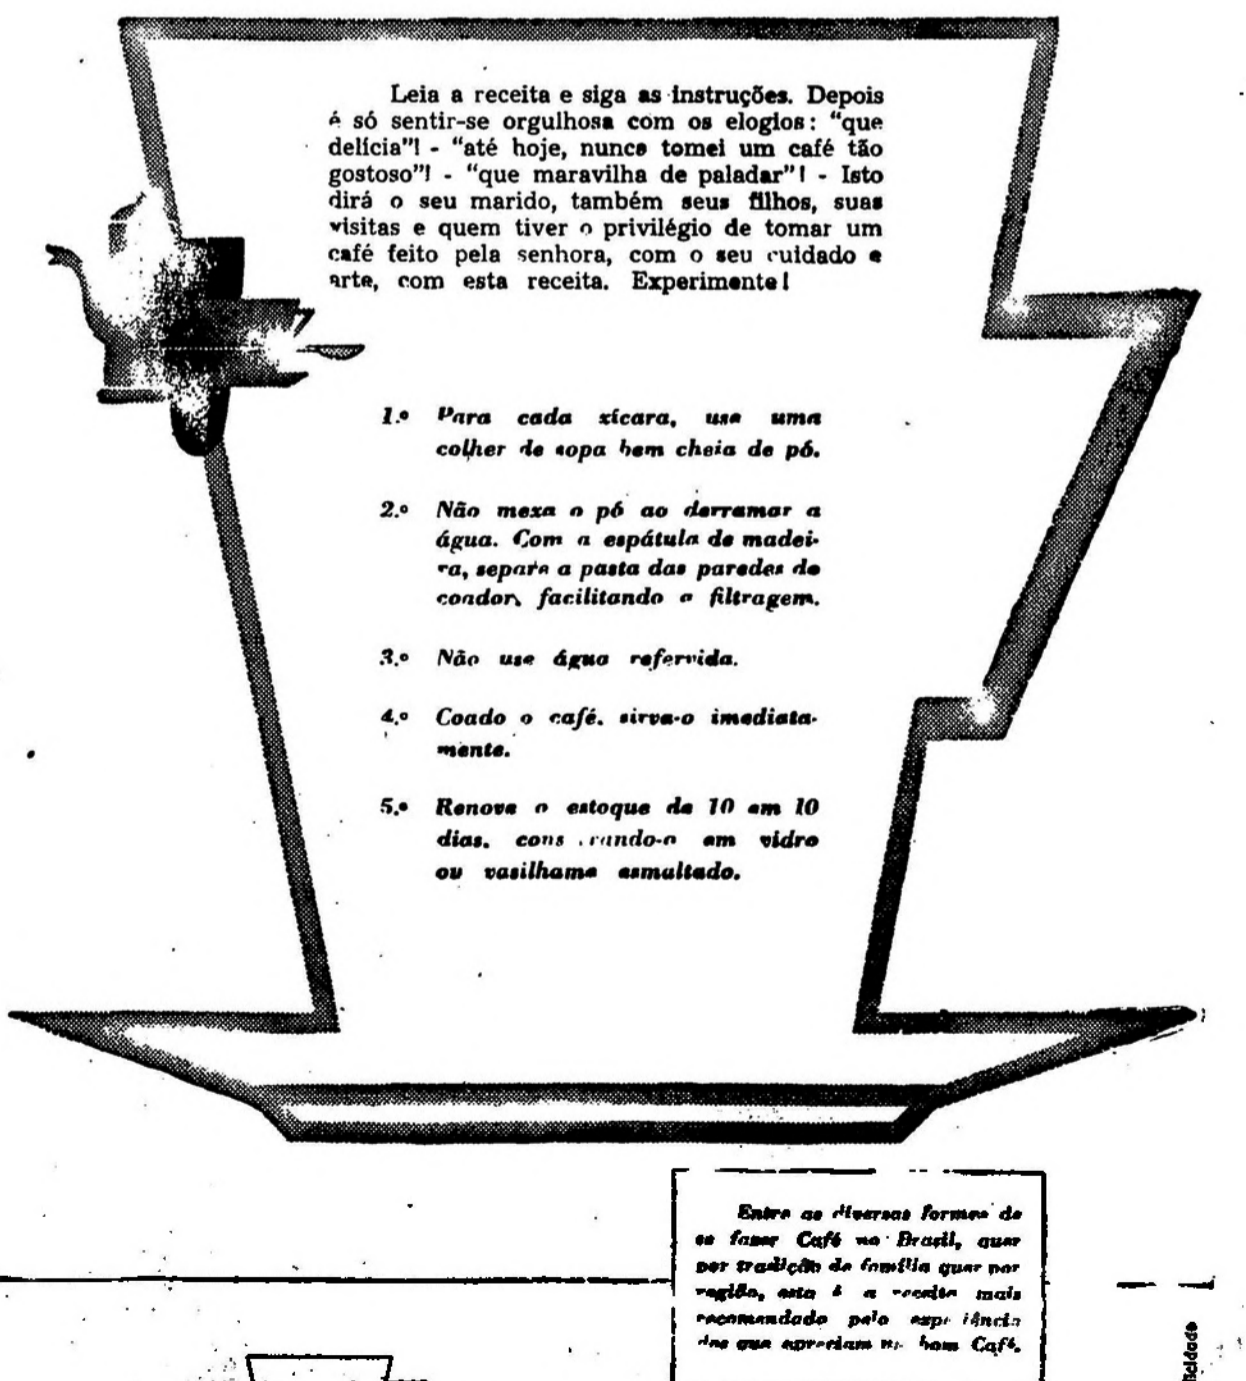 Leia a receita e siga as instruções. Depois
é só sentir-se orgulhosa com os elogios: "que
delícia"! - "até hoje, nunca tomei um café tão
gostoso"! - "que maravilha de paladar"! - Isto
dirá o seu marido, também seus filhos, suas
visitas e quem tiver o privilégio de tomar um
café feito pela senhora, com o seu cuidado e
arte, com esta receita. Experimente!
1.º Para cada xícara, use uma
colher de sopa bem cheia de pó.
2.º Não mexa o pó ao derramar a
água. Com a espátula de madei-
ra, separe a pasta das paredes do
coador, facilitando a filtragem.
3.º Não use água refervida.
4.º Coado o café, sirva-o imediata-
mente.
5.º Renove o estoque de 10 em 10
dias, em vidro
ou vasilhame esmaltado.
Entre as diversas formas de
se fazer Café no Brasil, quer
por tradição de família quer por
região, esta é a receita mais
recomendada pela experiência
dos que apreciam um bom Café.